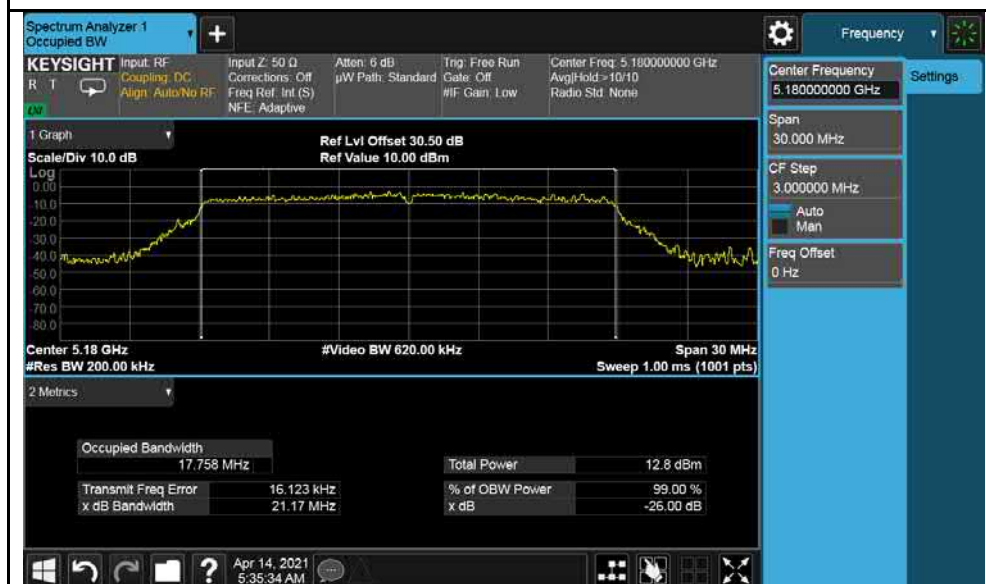 Spectrum Analyzer 1
Occupied BW
+
Frequency
KEYSIGHT
R T
LXI
Input: RF
Coupling: DC
Align: Auto/No RF
Input Z: 50 Ω
Corrections: Off
Freq Ref: Int (S)
NFE: Adaptive
Atten: 6 dB
µW Path: Standard
Trig: Free Run
Gate: Off
#IF Gain: Low
Center Freq: 5.180000000 GHz
Avg|Hold:>10/10
Radio Std: None
Center Frequency
5.180000000 GHz
Settings
Span
30.000 MHz
CF Step
3.000000 MHz
Auto
Man
Freq Offset
0 Hz
1 Graph
Scale/Div 10.0 dB
Ref Lvl Offset 30.50 dB
Ref Value 10.00 dBm
Log
0.00
-10.0
-20.0
-30.0
-40.0
-50.0
-60.0
-70.0
-80.0
Center 5.18 GHz
#Video BW 620.00 kHz
Span 30 MHz
#Res BW 200.00 kHz
Sweep 1.00 ms (1001 pts)
2 Metrics
Occupied Bandwidth
17.758 MHz
Total Power 12.8 dBm
Transmit Freq Error 16.123 kHz
% of OBW Power 99.00 %
x dB Bandwidth 21.17 MHz
x dB -26.00 dB
?
Apr 14, 2021
5:35:34 AM